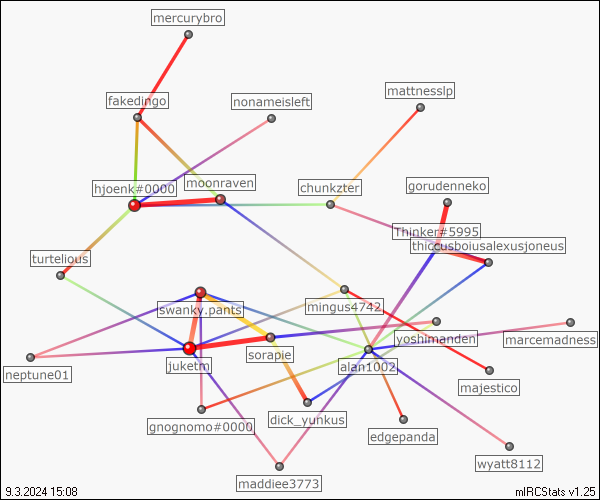 mercurybro
mattnesslp
fakedingo
nonameisleft
moonraven
gorudenneko
hjoenk#0000
chunkzter
Thinker#5995
thiccusboiusalexusjoneus
turtelious
swanky.pants
mingus4742
yoshimanden
marcemadness
sorapie
juketm
alan1002
neptune01
majestico
dick_yunkus
gnognomo#0000
edgepanda
wyatt8112
maddiee3773
9.3.2024 15:08
mIRCStats v1.25